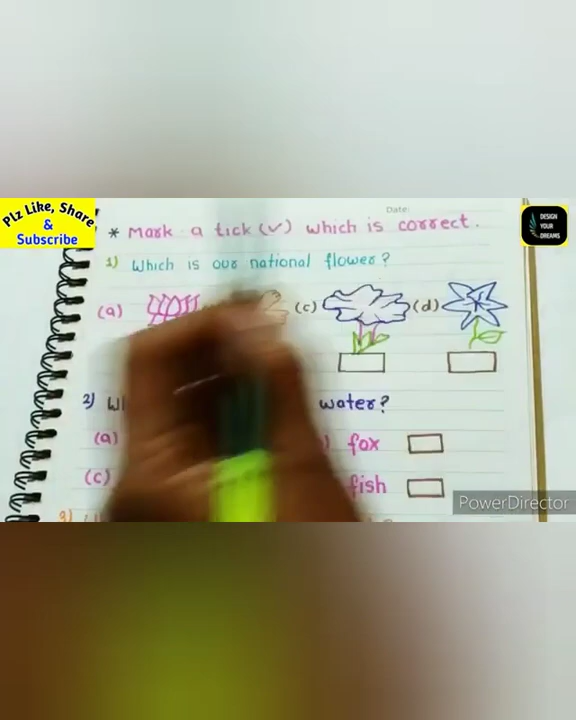 Plz Like, Share
&
Subscribe
Date:
DESIGN
YOUR
DREAMS
* Mark a tick (✓) which is correct.
1) Which is our national flower?
(a) (c) (d)
2) water?
(a) fox
(c) fish
3)
PowerDirector